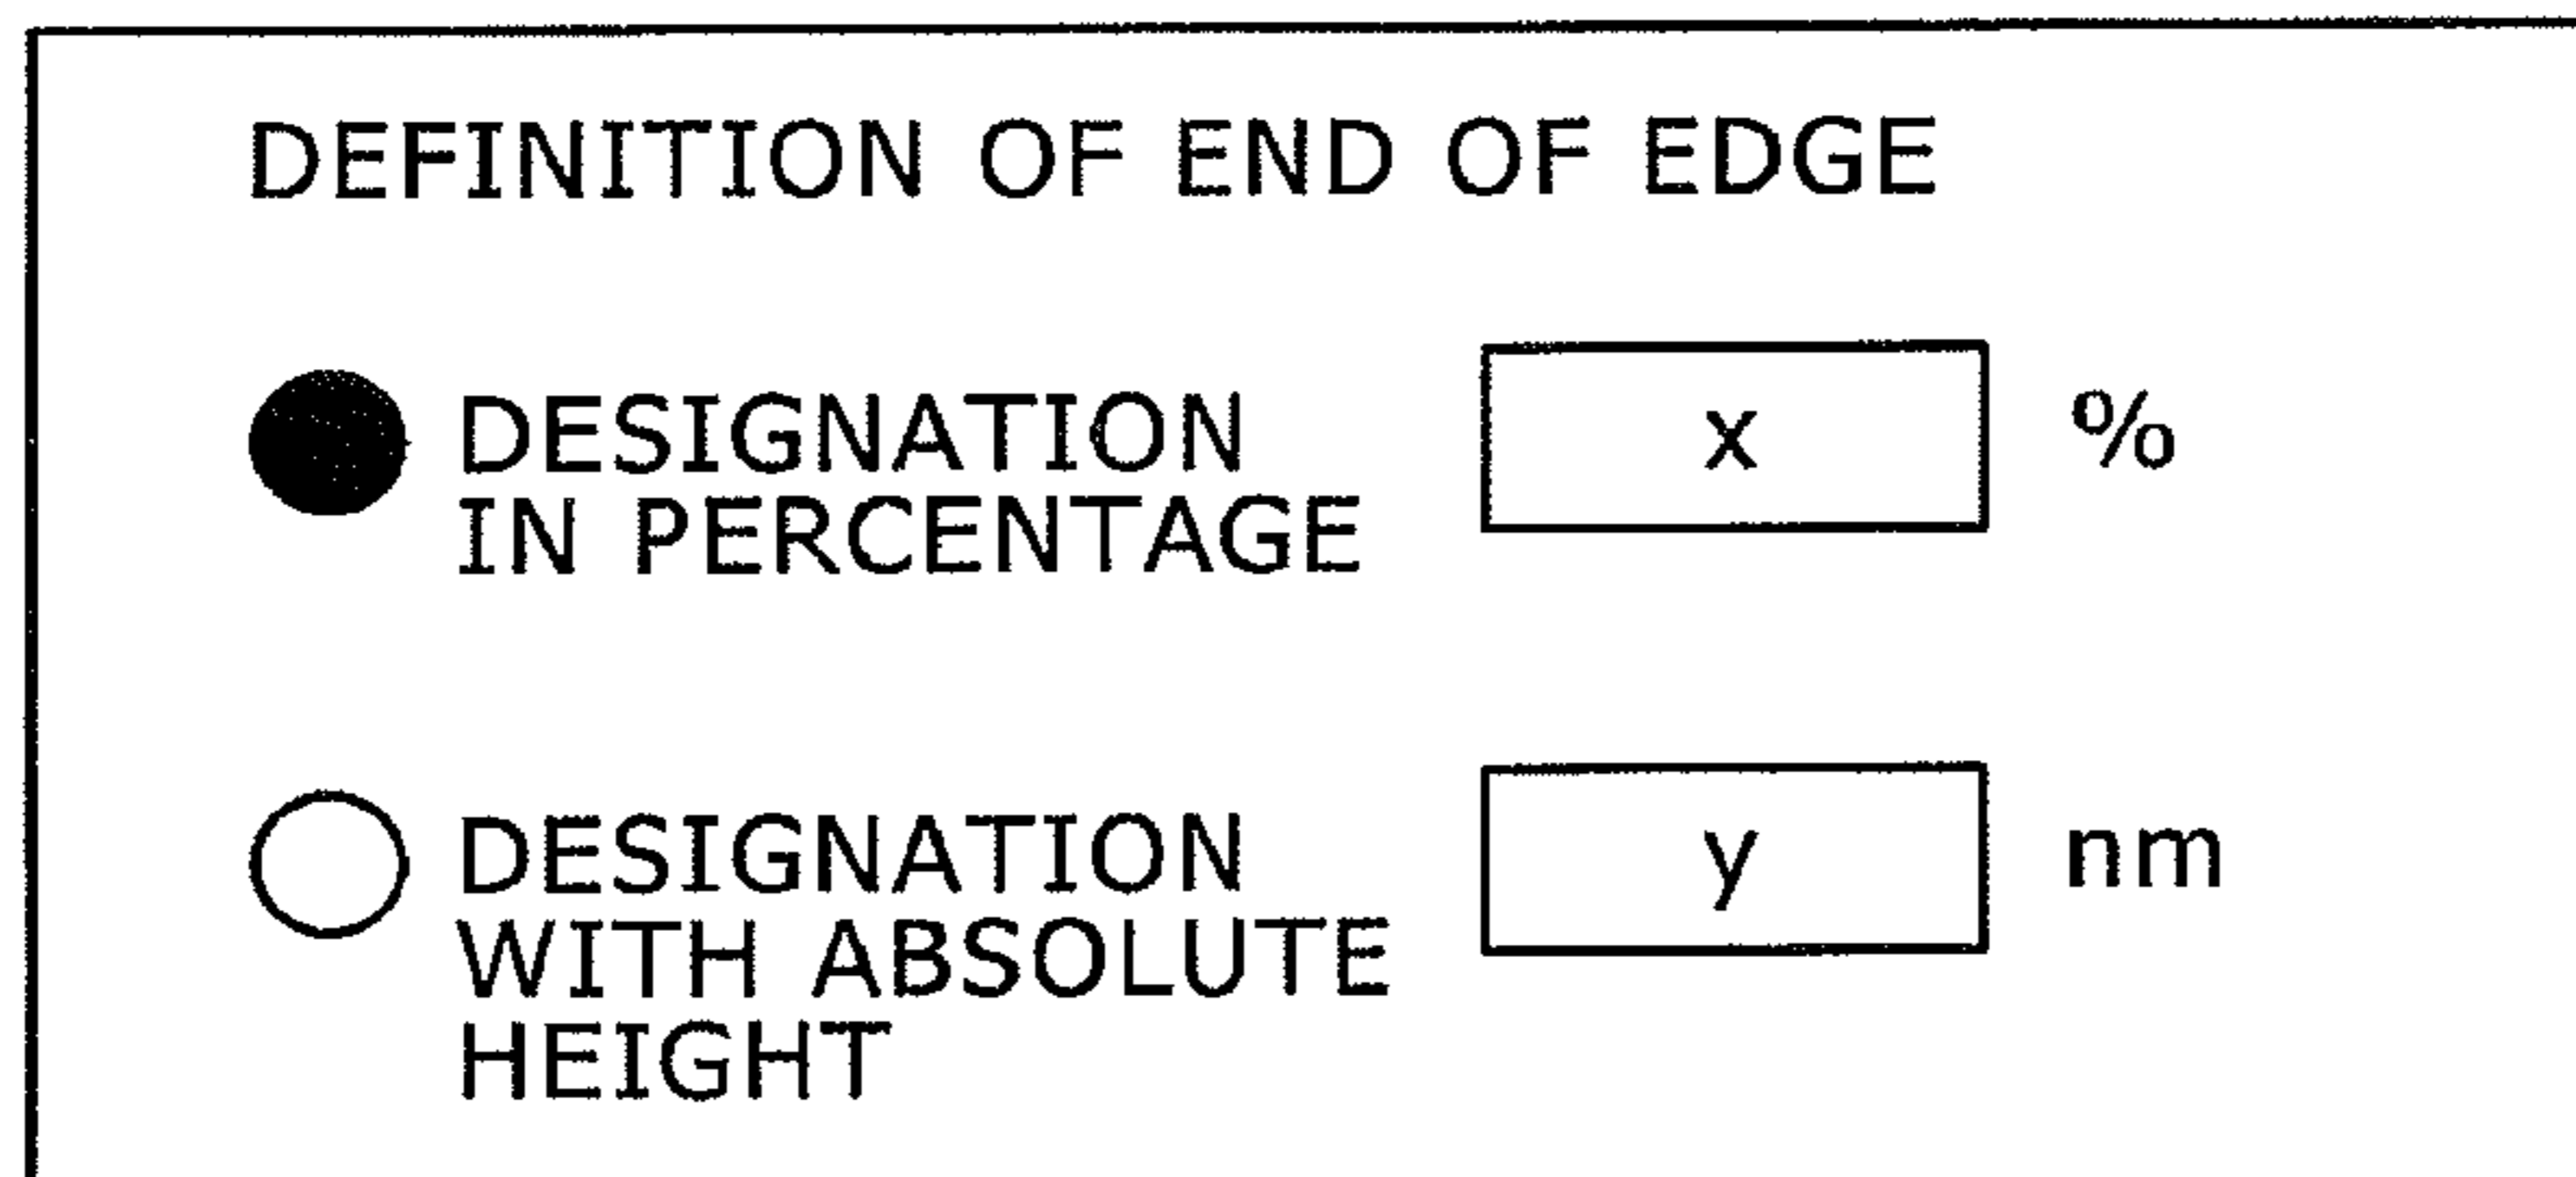 DEFINITION OF END OF EDGE
DESIGNATION
IN PERCENTAGE
x
%
DESIGNATION
WITH ABSOLUTE
HEIGHT
y
nm